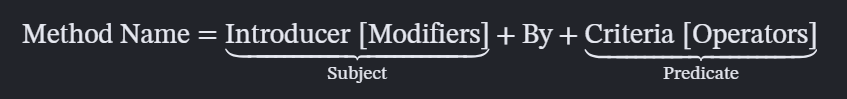 Method Name = Introducer [Modifiers] + By + Criteria [Operators]
Subject Predicate